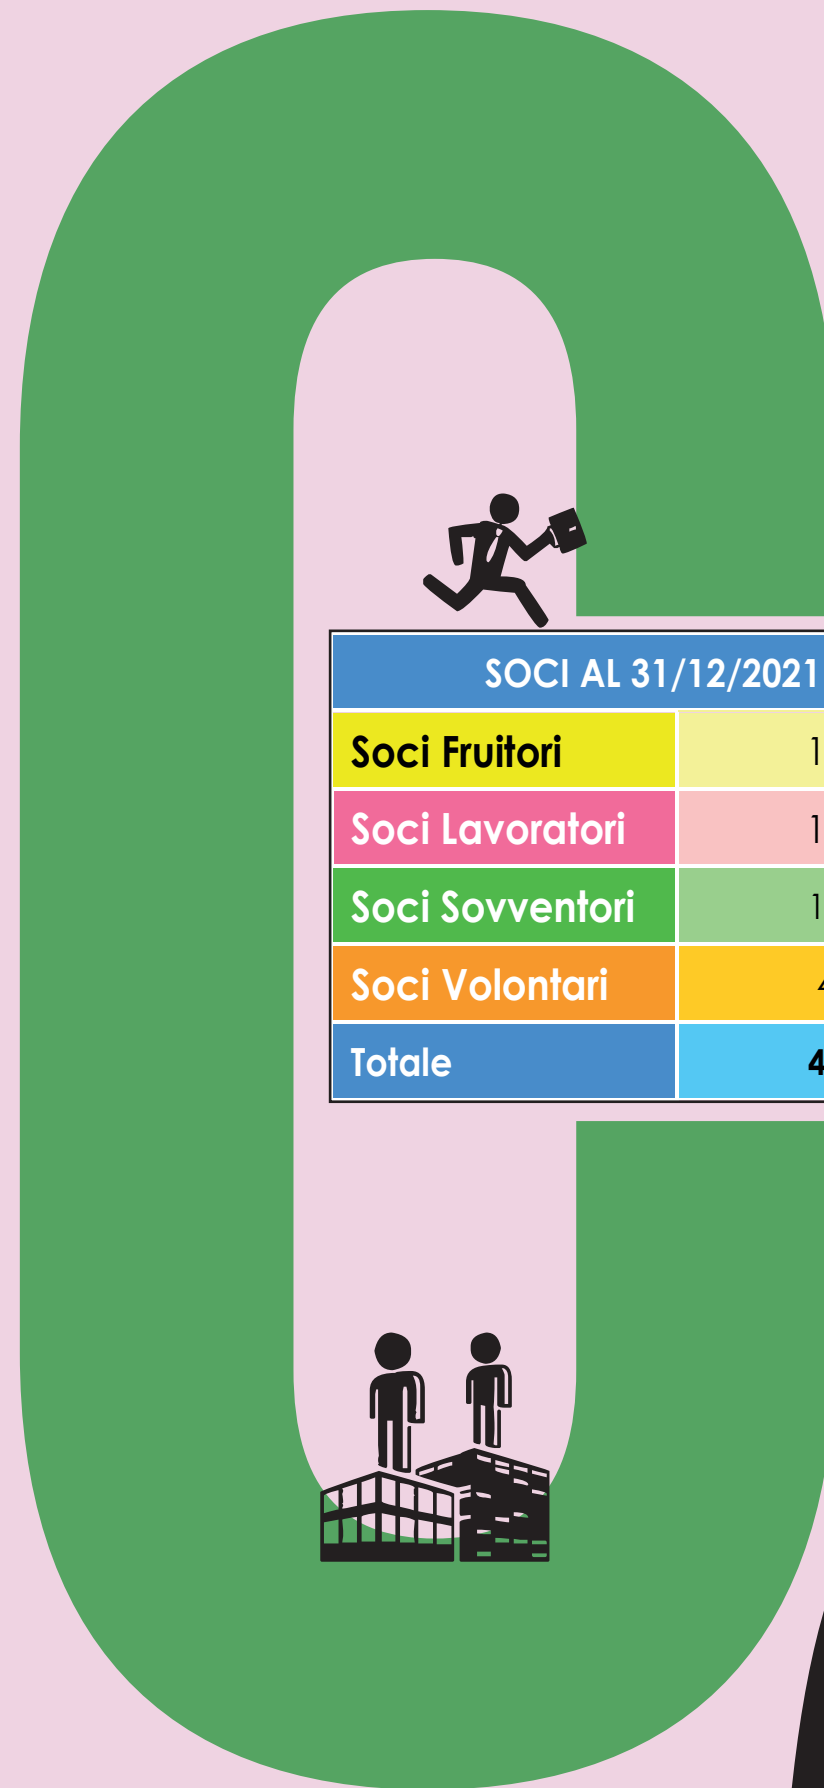 SOCI AL 31/12/2021
Soci Fruitori
Soci Lavoratori
Soci Sovventori
Soci Volontari
Totale